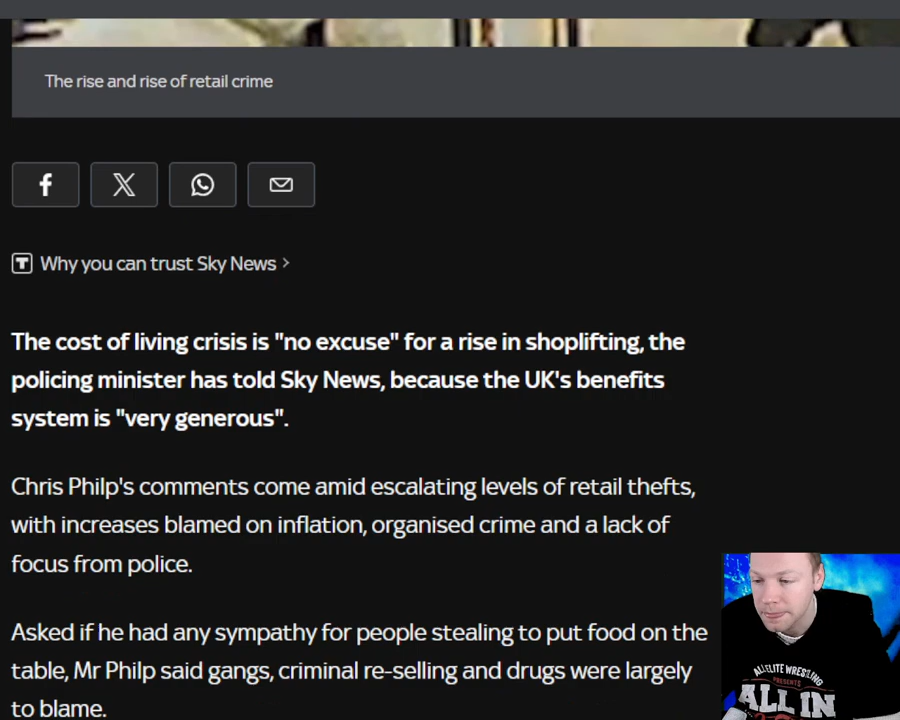 The rise and rise of retail crime
Why you can trust Sky News >
The cost of living crisis is "no excuse" for a rise in shoplifting, the
policing minister has told Sky News, because the UK's benefits
system is "very generous".
Chris Philp's comments come amid escalating levels of retail thefts,
with increases blamed on inflation, organised crime and a lack of
focus from police.
Asked if he had any sympathy for people stealing to put food on the
table, Mr Philp said gangs, criminal re-selling and drugs were largely
to blame.
ALL ELITE WRESTLING
PRESENTS
ALL IN